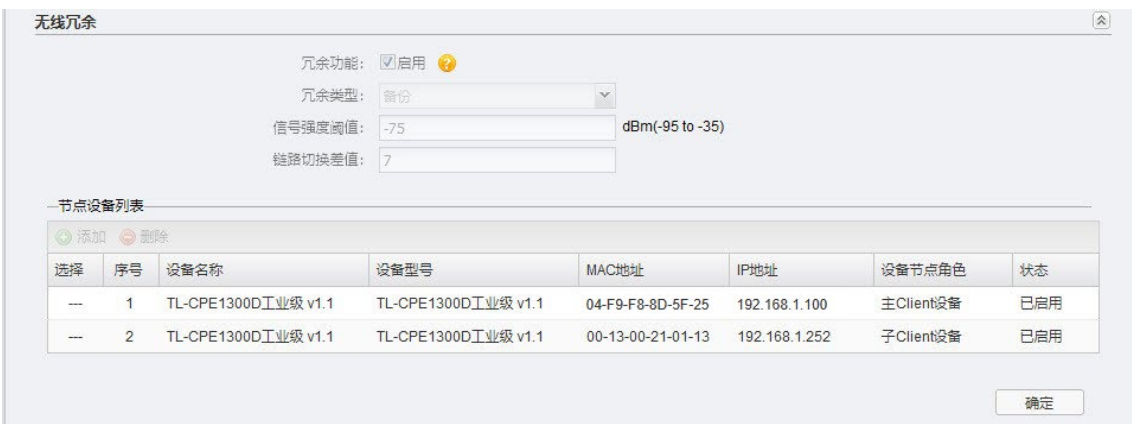 无线冗余
冗余功能: 启用 ?
冗余类型: 备份
信号强度阈值: -75 dBm(-95 to -35)
链路切换差值: 7
节点设备列表
添加 删除
选择 序号 设备名称 设备型号 MAC地址 IP地址 设备节点角色 状态
--- 1 TL-CPE1300D工业级 v1.1 TL-CPE1300D工业级 v1.1 04-F9-F8-8D-5F-25 192.168.1.100 主Client设备 已启用
--- 2 TL-CPE1300D工业级 v1.1 TL-CPE1300D工业级 v1.1 00-13-00-21-01-13 192.168.1.252 子Client设备 已启用
确定